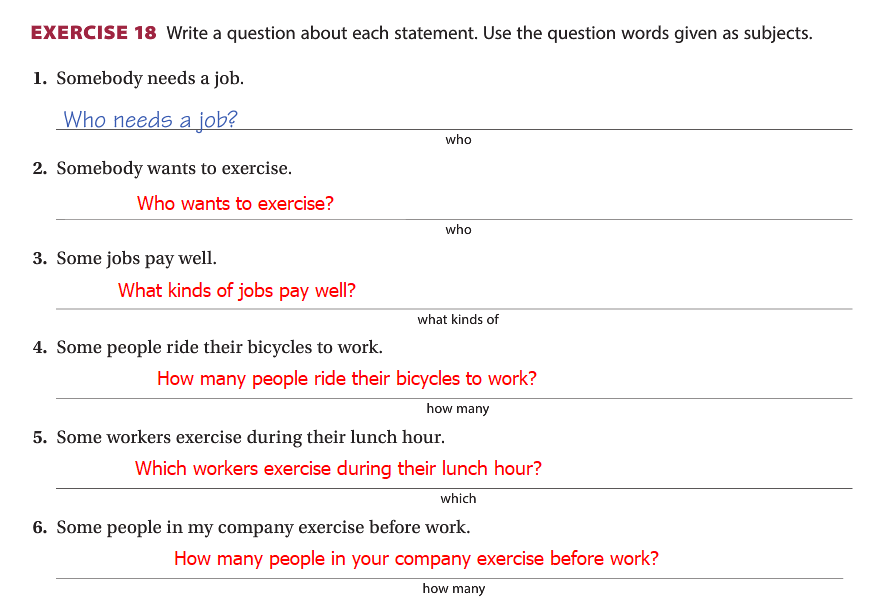 EXERCISE 18 Write a question about each statement. Use the question words given as subjects.
1. Somebody needs a job.
Who needs a job?
who
2. Somebody wants to exercise.
Who wants to exercise?
who
3. Some jobs pay well.
What kinds of jobs pay well?
what kinds of
4. Some people ride their bicycles to work.
How many people ride their bicycles to work?
how many
5. Some workers exercise during their lunch hour.
Which workers exercise during their lunch hour?
which
6. Some people in my company exercise before work.
How many people in your company exercise before work?
how many